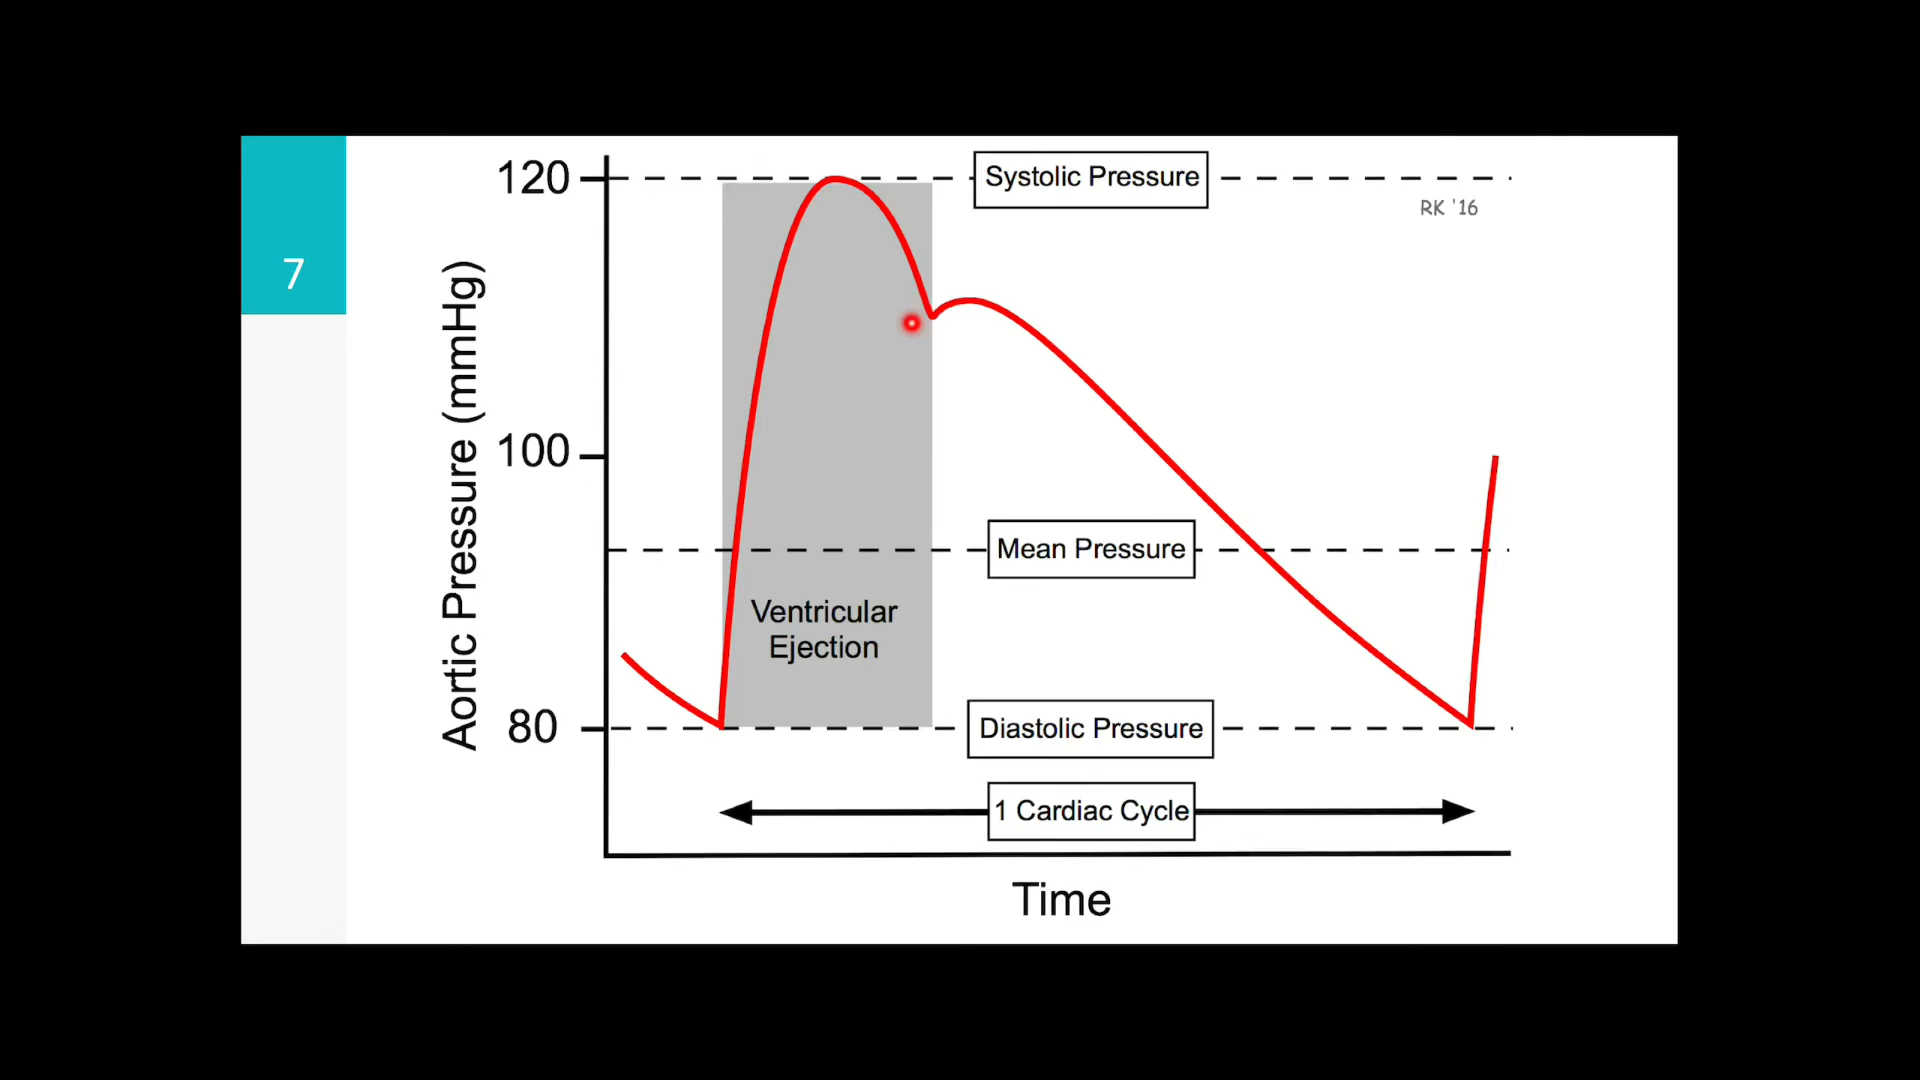 7
120
Systolic Pressure
RK '16
Aortic Pressure (mmHg)
100
Mean Pressure
Ventricular
Ejection
80
Diastolic Pressure
1 Cardiac Cycle
Time